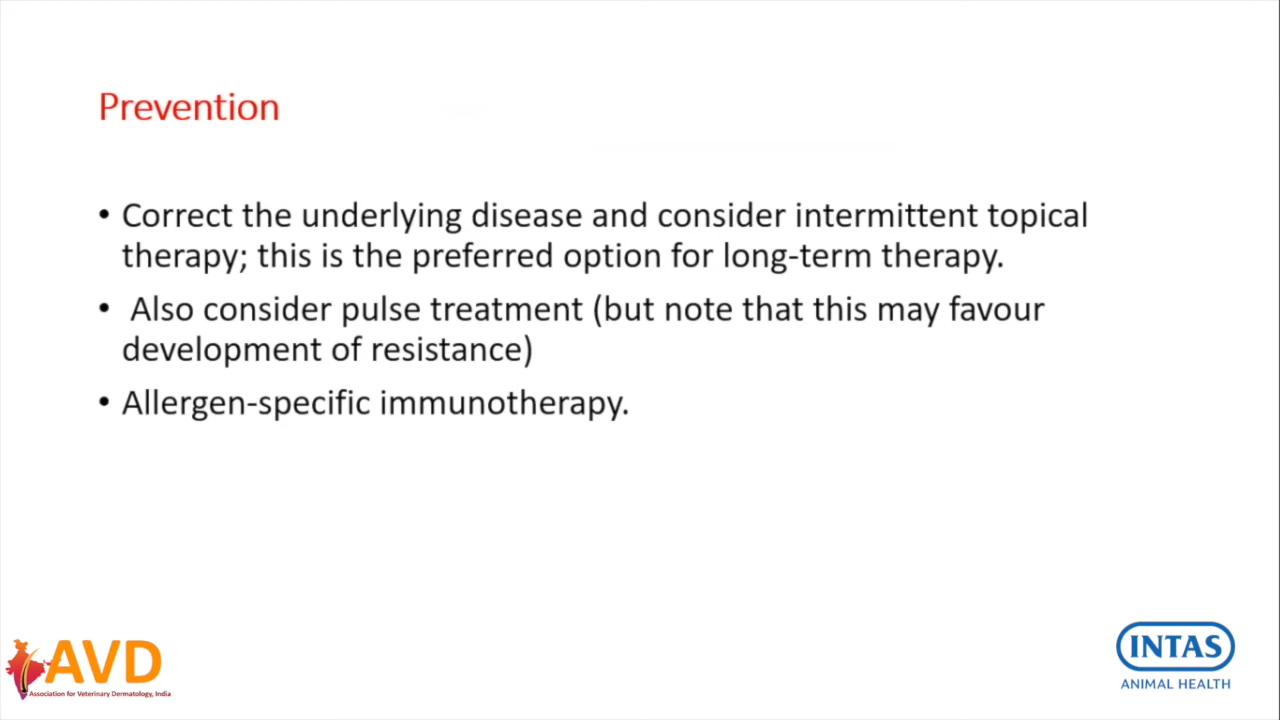 Prevention
• Correct the underlying disease and consider intermittent topical
therapy; this is the preferred option for long-term therapy.
• Also consider pulse treatment (but note that this may favour
development of resistance)
• Allergen-specific immunotherapy.
AVD
Association for Veterinary Dermatology, India
INTAS
ANIMAL HEALTH